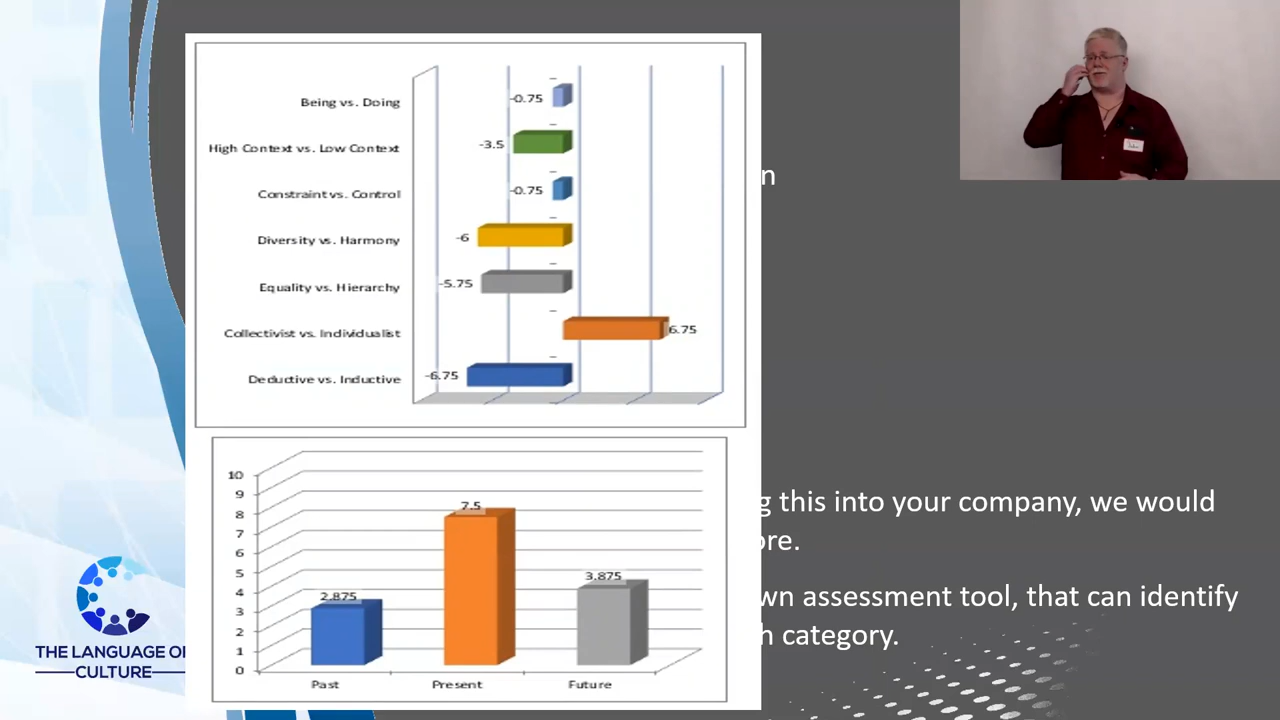 Being vs. Doing
-0.75
High Context vs. Low Context
-3.5
Constraint vs. Control
-0.75
Diversity vs. Harmony
-6
Equality vs. Hierarchy
-5.75
Collectivist vs. Individualist
6.75
Deductive vs. Inductive
-6.75
10
9
8
7
6
5
4
3
2
1
0
2.875
7.5
3.875
Past
Present
Future
n
g this into your company, we would
ore.
wn assessment tool, that can identify
h category.
THE LANGUAGE OF
CULTURE